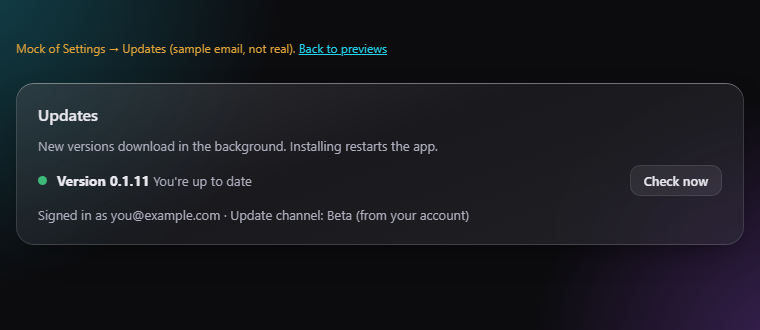 Mock of Settings → Updates (sample email, not real). Back to previews
Updates
New versions download in the background. Installing restarts the app.
Version 0.1.11 You're up to date
Check now
Signed in as you@example.com · Update channel: Beta (from your account)